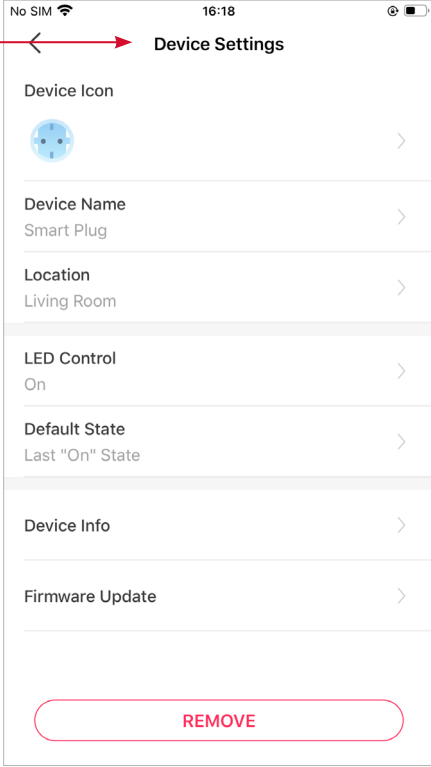 No SIM 16:18
Device Settings
Device Icon
Device Name
Smart Plug
Location
Living Room
LED Control
On
Default State
Last "On" State
Device Info
Firmware Update
REMOVE